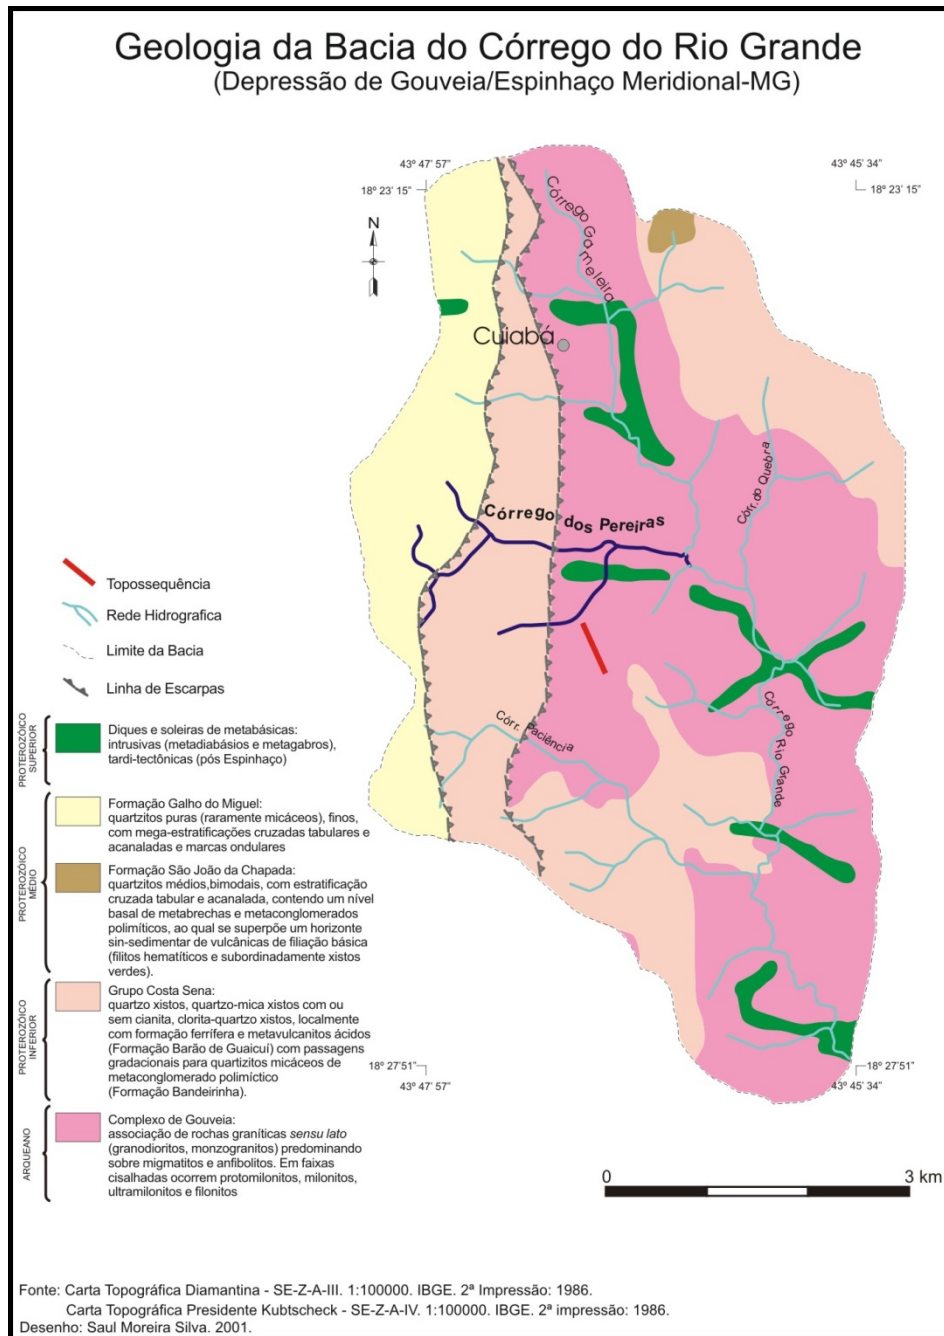 Geologia da Bacia do Córrego do Rio Grande
(Depressão de Gouveia/Espinhaço Meridional-MG)
43º 47' 57"
43º 45' 34"
18º 23' 15"
18º 23' 15"
N
Córrego Gameleira
Cuiabá
Córr. do Quebra
Córrego dos Pereiras
Córr. Paciência
Córrego Rio Grande
Topossequência
Rede Hidrografica
Limite da Bacia
Linha de Escarpas
PROTEROZÓICO
SUPERIOR
Diques e soleiras de metabásicas:
intrusivas (metadiabásios e metagabros),
tardi-tectônicas (pós Espinhaço)
PROTEROZÓICO
MÉDIO
Formação Galho do Miguel:
quartzitos puras (raramente micáceos), finos,
com mega-estratificações cruzadas tabulares e
acanaladas e marcas ondulares
Formação São João da Chapada:
quartzitos médios,bimodais, com estratificação
cruzada tabular e acanalada, contendo um nível
basal de metabrechas e metaconglomerados
polimíticos, ao qual se superpõe um horizonte
sin-sedimentar de vulcânicas de filiação básica
(filitos hematíticos e subordinadamente xistos
verdes).
PROTEROZÓICO
INFERIOR
Grupo Costa Sena:
quartzo xistos, quartzo-mica xistos com ou
sem cianita, clorita-quartzo xistos, localmente
com formação ferrífera e metavulcanitos ácidos
(Formação Barão de Guaicuí) com passagens
gradacionais para quartizitos micáceos de
metaconglomerado polimíctico
(Formação Bandeirinha).
ARQUEANO
Complexo de Gouveia:
associação de rochas graníticas sensu lato
(granodioritos, monzogranitos) predominando
sobre migmatitos e anfibolitos. Em faixas
cisalhadas ocorrem protomilonitos, milonitos,
ultramilonitos e filonitos
18º 27'51"
43º 47' 57"
18º 27'51"
43º 45' 34"
0
3 km
Fonte: Carta Topográfica Diamantina - SE-Z-A-III. 1:100000. IBGE. 2ª Impressão: 1986.
Carta Topográfica Presidente Kubtscheck - SE-Z-A-IV. 1:100000. IBGE. 2ª impressão: 1986.
Desenho: Saul Moreira Silva. 2001.